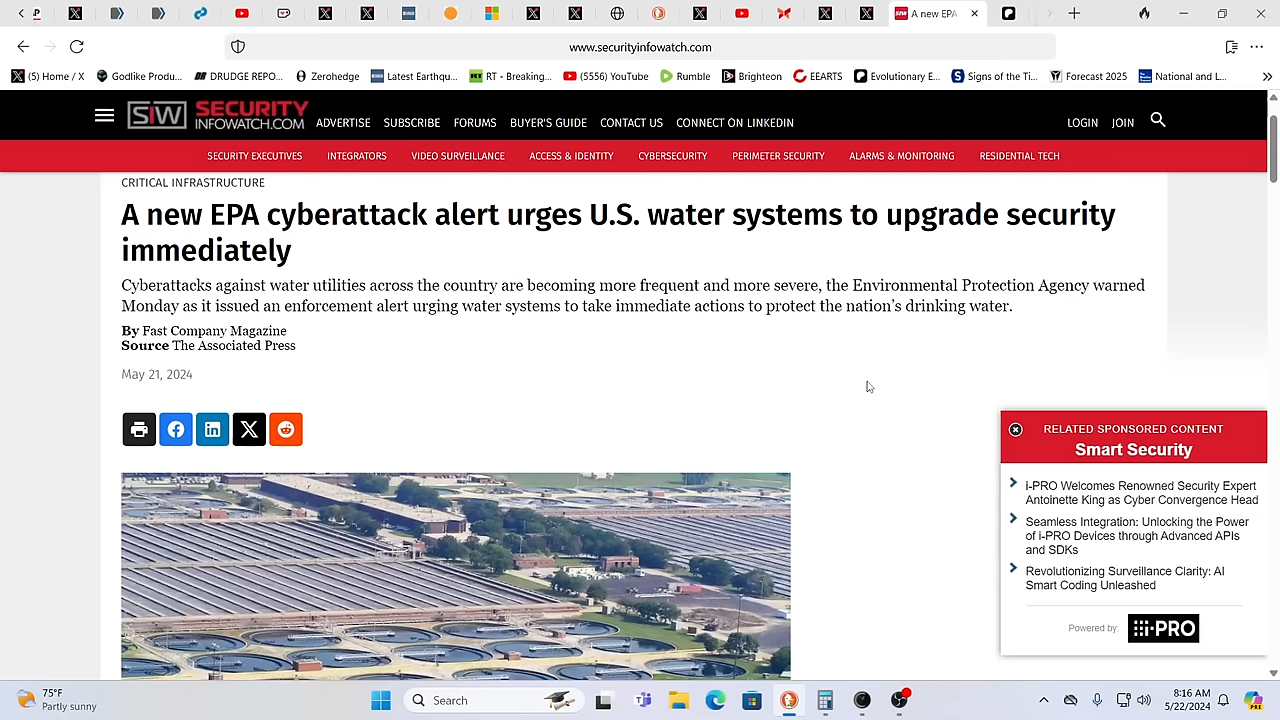 A new EPA
www.securityinfowatch.com
(5) Home / X
Godlike Produ...
DRUDGE REPO...
Zerohedge
Latest Earthqu...
RT - Breaking...
(5556) YouTube
Rumble
Brighteon
EEARTS
Evolutionary E...
Signs of the Ti...
Forecast 2025
National and L...
SIW SECURITY
INFOWATCH.COM
ADVERTISE SUBSCRIBE FORUMS BUYER'S GUIDE CONTACT US CONNECT ON LINKEDIN
LOGIN JOIN
SECURITY EXECUTIVES INTEGRATORS VIDEO SURVEILLANCE ACCESS & IDENTITY CYBERSECURITY PERIMETER SECURITY ALARMS & MONITORING RESIDENTIAL TECH
CRITICAL INFRASTRUCTURE
A new EPA cyberattack alert urges U.S. water systems to upgrade security
immediately
Cyberattacks against water utilities across the country are becoming more frequent and more severe, the Environmental Protection Agency warned
Monday as it issued an enforcement alert urging water systems to take immediate actions to protect the nation's drinking water.
By Fast Company Magazine
Source The Associated Press
May 21, 2024
RELATED SPONSORED CONTENT
Smart Security
i-PRO Welcomes Renowned Security Expert
Antoinette King as Cyber Convergence Head
Seamless Integration: Unlocking the Power
of i-PRO Devices through Advanced APIs
and SDKs
Revolutionizing Surveillance Clarity: AI
Smart Coding Unleashed
Powered by: i-PRO
75°F
Partly sunny
Search
8:16 AM
5/22/2024